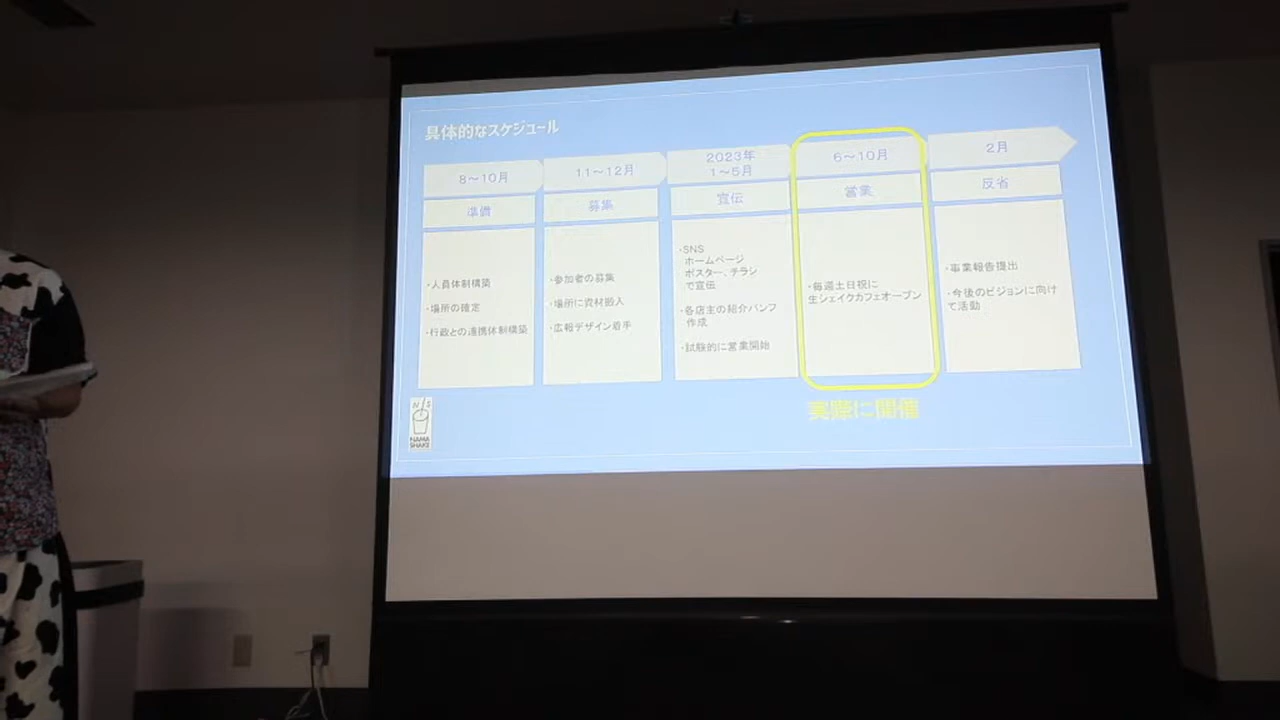 具体的なスケジュール
8～10月
準備
・人員体制構築
・場所の確定
・行政との連携体制構築
11～12月
募集
・参加者の募集
・場所に資材搬入
・広報デザイン着手
2023年
1～5月
宣伝
・SNS
ホームページ
ポスター、チラシ
で宣伝
・各店主の紹介パンフ
作成
・試験的に営業開始
6～10月
営業
・毎週土日祝に
生シェイクカフェオープン
2月
反省
・事業報告提出
・今後のビジョンに向け
て活動
実際に開催
N/S
NAMA
SHAKE